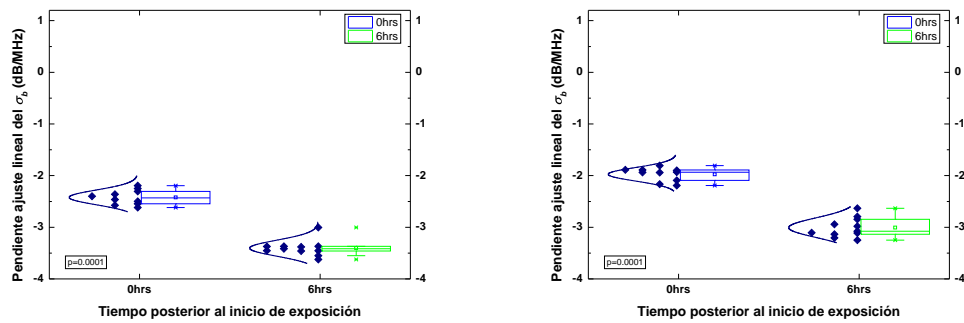 1
0
-1
-2
-3
-4
Pendiente ajuste lineal del σb (dB/MHz)
0hrs
6hrs
1
0
-1
-2
-3
-4
p=0.0001
0hrs
6hrs
Tiempo posterior al inicio de exposición
1
0
-1
-2
-3
-4
Pendiente ajuste lineal del σb (dB/MHz)
0hrs
6hrs
1
0
-1
-2
-3
-4
p=0.0001
0hrs
6hrs
Tiempo posterior al inicio de exposición